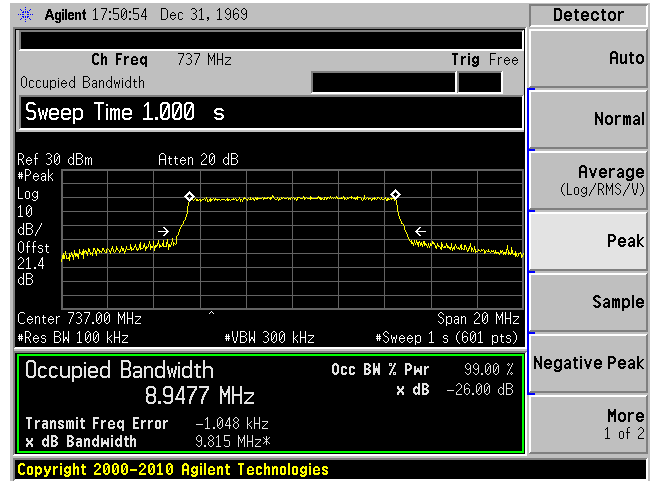 Agilent 17:50:54 Dec 31, 1969
Detector
Ch Freq 737 MHz Trig Free
Occupied Bandwidth
Sweep Time 1.000 s
Ref 30 dBm Atten 20 dB
#Peak
Log
10
dB/
Offst
21.4
dB
Center 737.00 MHz Span 20 MHz
#Res BW 100 kHz #VBW 300 kHz #Sweep 1 s (601 pts)
Occupied Bandwidth Occ BW % Pwr 99.00 %
8.9477 MHz x dB -26.00 dB
Transmit Freq Error -1.048 kHz
x dB Bandwidth 9.815 MHz*
Copyright 2000-2010 Agilent Technologies
Auto
Normal
Average
(Log/RMS/V)
Peak
Sample
Negative Peak
More
1 of 2